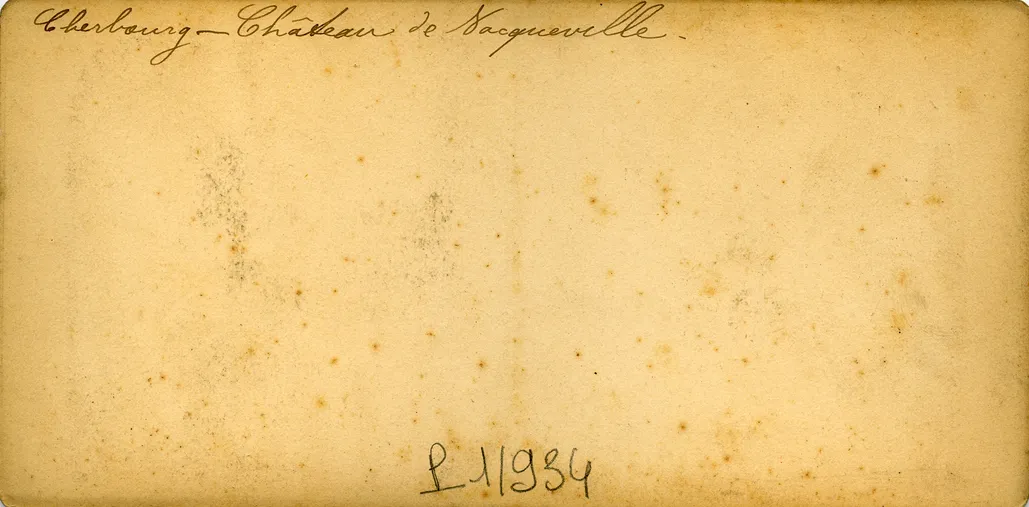 Cherbourg – Château de Nacqueville.
P 1/934